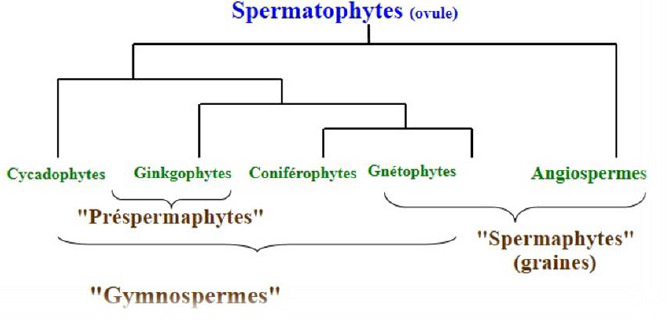 Spermatophytes (ovule)
Cycadophytes Ginkgophytes Coniférophytes Gnétophytes Angiospermes
"Préspermaphytes"
"Spermaphytes"
(graines)
"Gymnospermes"